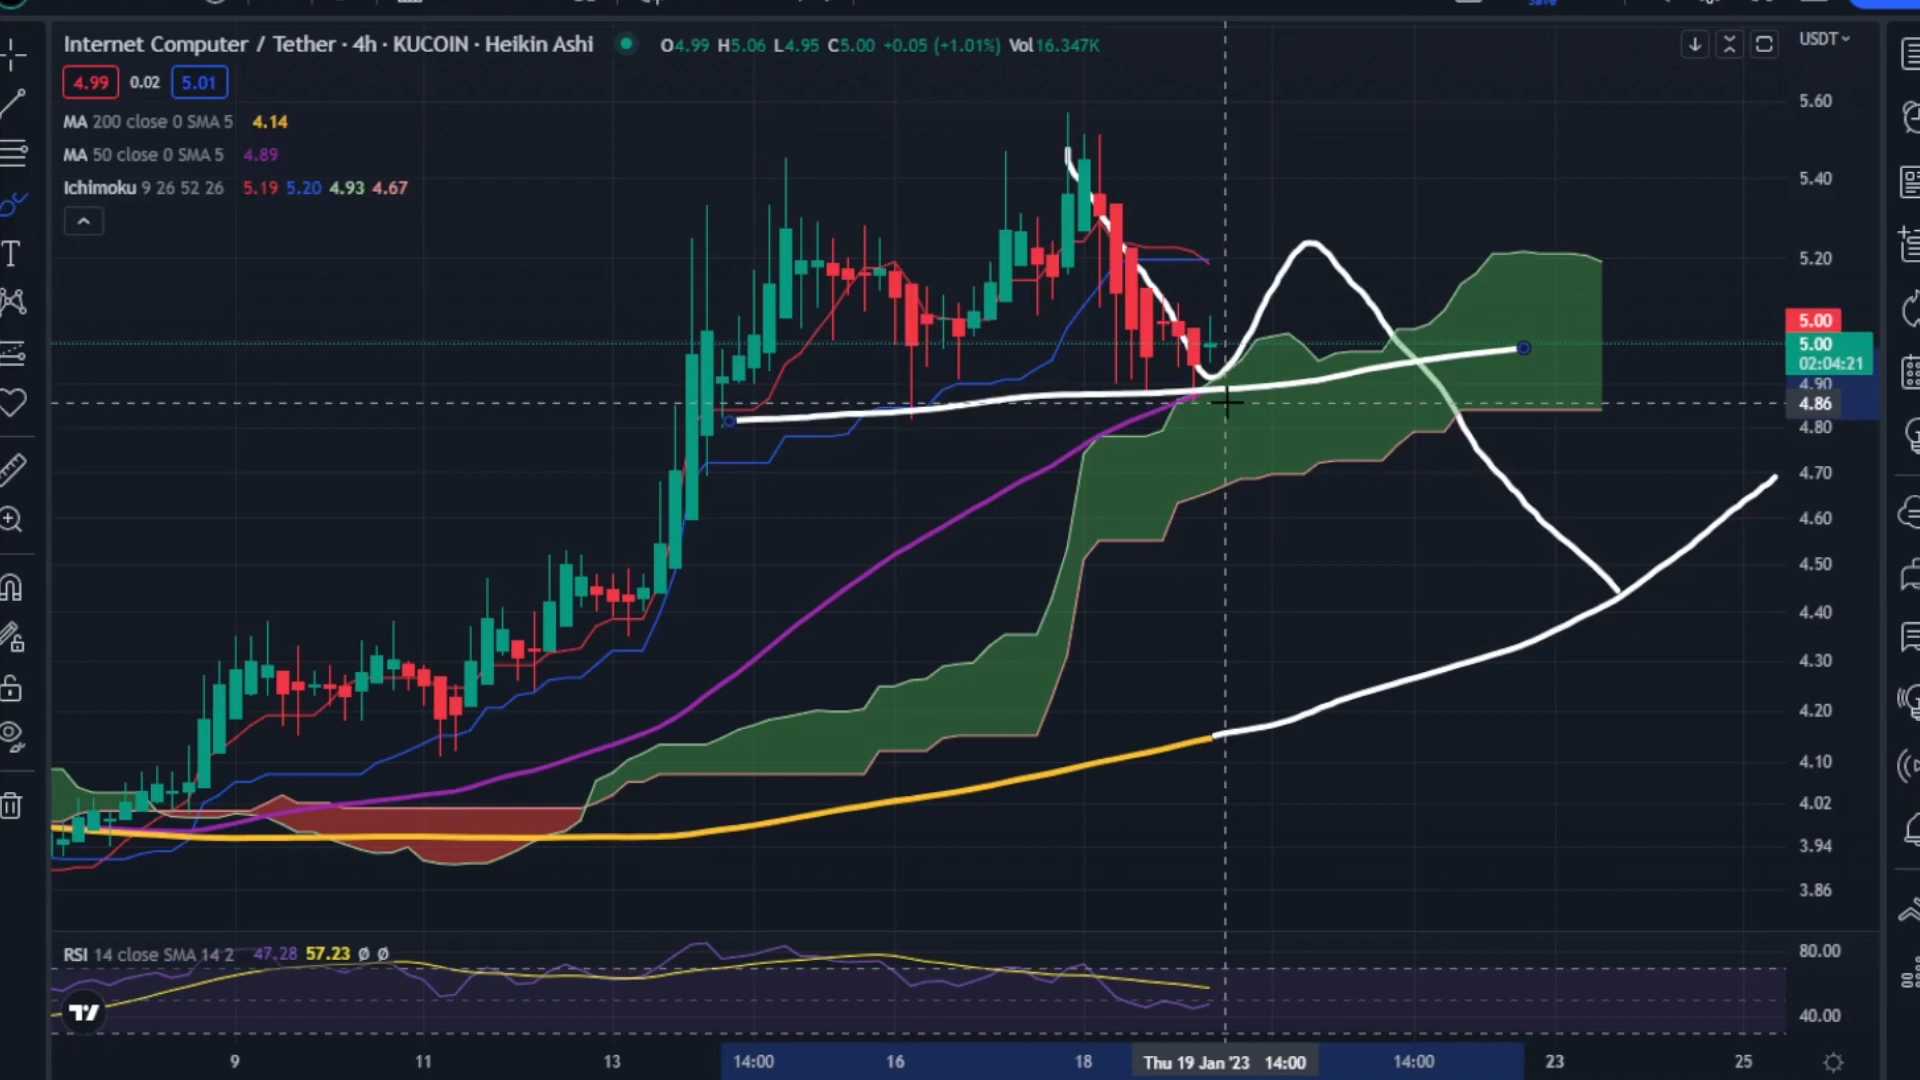 Save
Internet Computer / Tether · 4h · KUCOIN · Heikin Ashi O4.99 H5.06 L4.95 C5.00 +0.05 (+1.01%) Vol 16.347K
USDT
4.99 0.02 5.01
MA 200 close 0 SMA 5 4.14
MA 50 close 0 SMA 5 4.89
Ichimoku 9 26 52 26 5.19 5.20 4.93 4.67
5.60
5.40
5.20
5.00
5.00
02:04:21
4.90
4.86
4.80
4.70
4.60
4.50
4.40
4.30
4.20
4.10
4.02
3.94
3.86
RSI 14 close SMA 14 2 47.28 57.23 Ø Ø
80.00
40.00
9 11 13 14:00 16 18 Thu 19 Jan '23 14:00 14:00 23 25